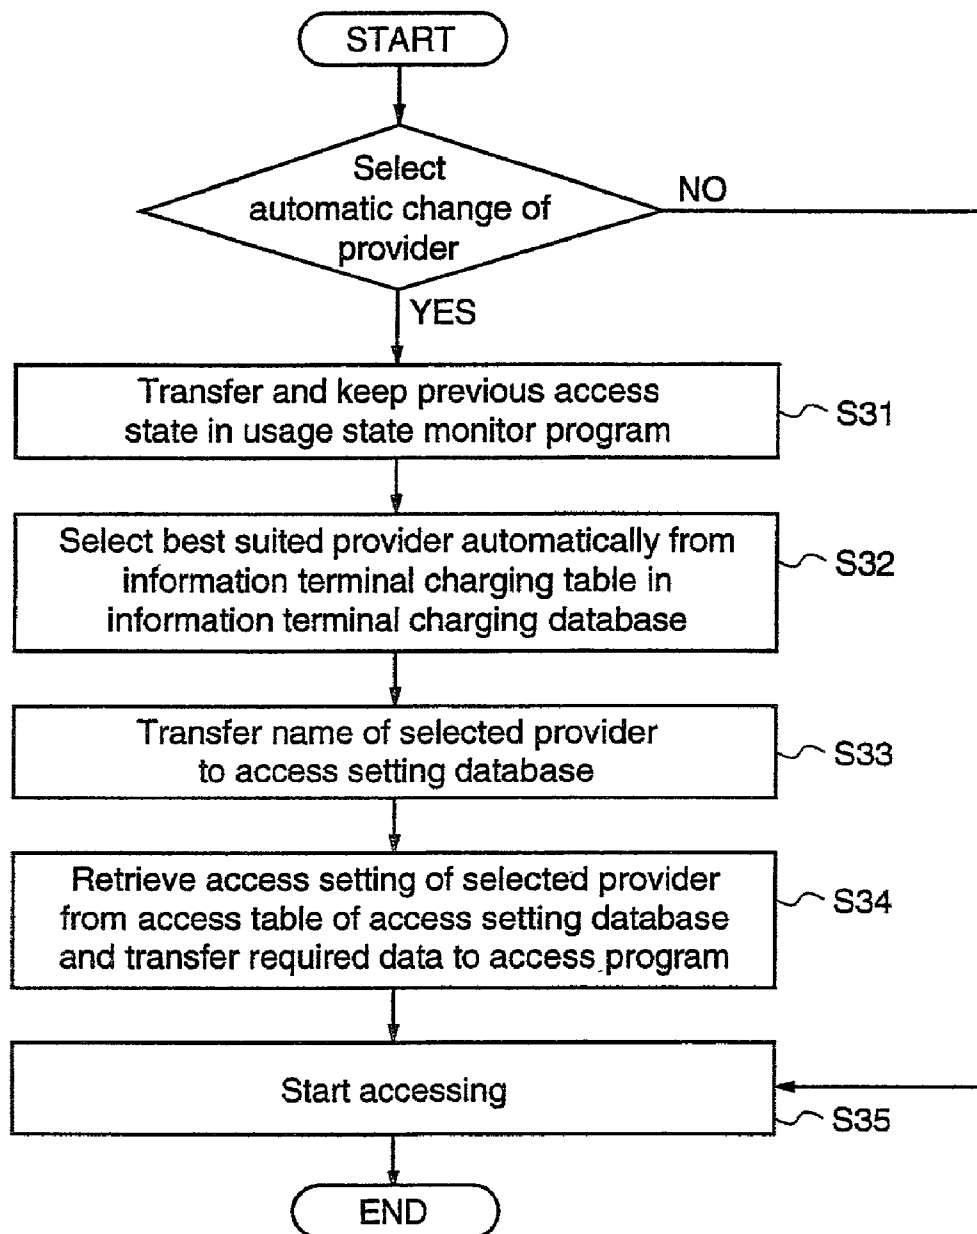 START
Select
automatic change of
provider
NO
YES
Transfer and keep previous access
state in usage state monitor program
S31
Select best suited provider automatically from
information terminal charging table in
information terminal charging database
S32
Transfer name of selected provider
to access setting database
S33
Retrieve access setting of selected provider
from access table of access setting database
and transfer required data to access program
S34
Start accessing
S35
END